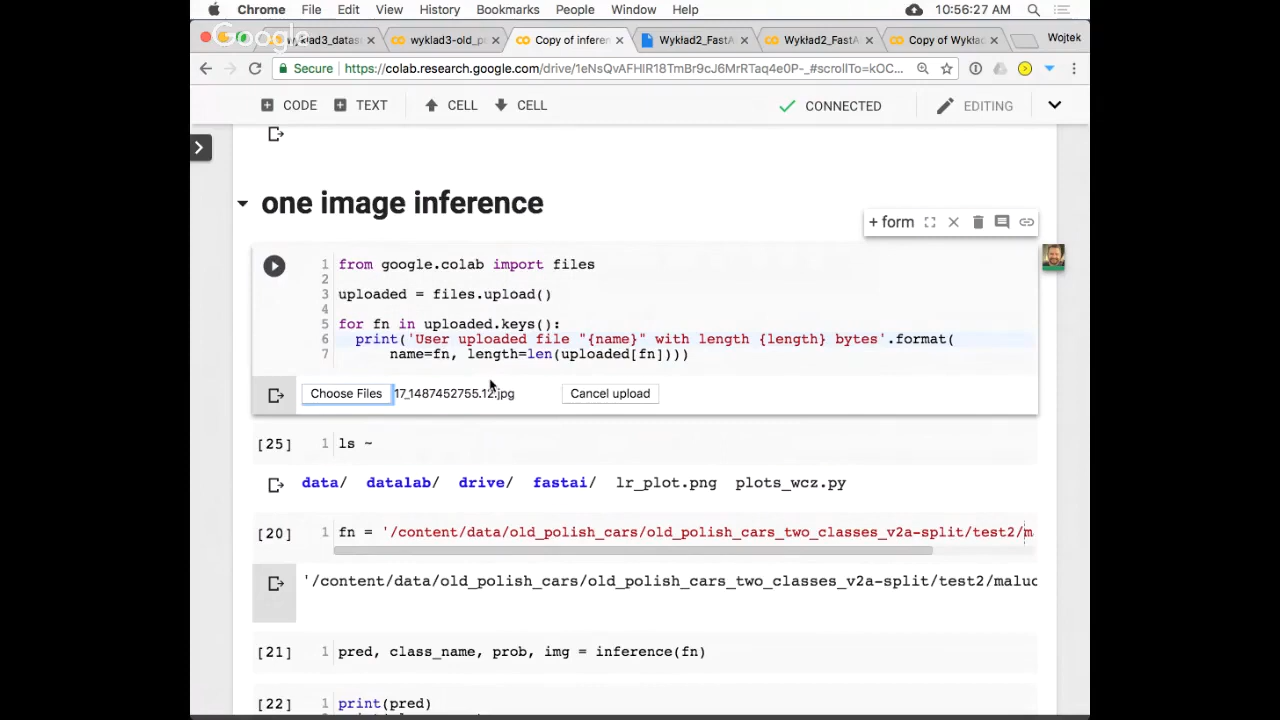 Chrome File Edit View History Bookmarks People Window Help 10:56:27 AM
Google
wyklad3-old_p Copy of inferen Wykład2_FastA Wykład2_FastA Copy of Wykła Wojtek
Secure https://colab.research.google.com/drive/
CODE TEXT CELL CELL CONNECTED EDITING
one image inference
+ form
1 from google.colab import files
2
3 uploaded = files.upload()
4
5 for fn in uploaded.keys():
6 print('User uploaded file "{name}" with length {length} bytes'.format(
7 name=fn, length=len(uploaded[fn])))
Choose Files 17_1487452755.12.jpg Cancel upload
[25] 1 ls ~
data/ datalab/ drive/ fastai/ lr_plot.png plots_wcz.py
[20] 1 fn = '/content/data/old_polish_cars/old_polish_cars_two_classes_v2a-split/test2/m
'/content/data/old_polish_cars/old_polish_cars_two_classes_v2a-split/test2/maluc
[21] 1 pred, class_name, prob, img = inference(fn)
[22] 1 print(pred)